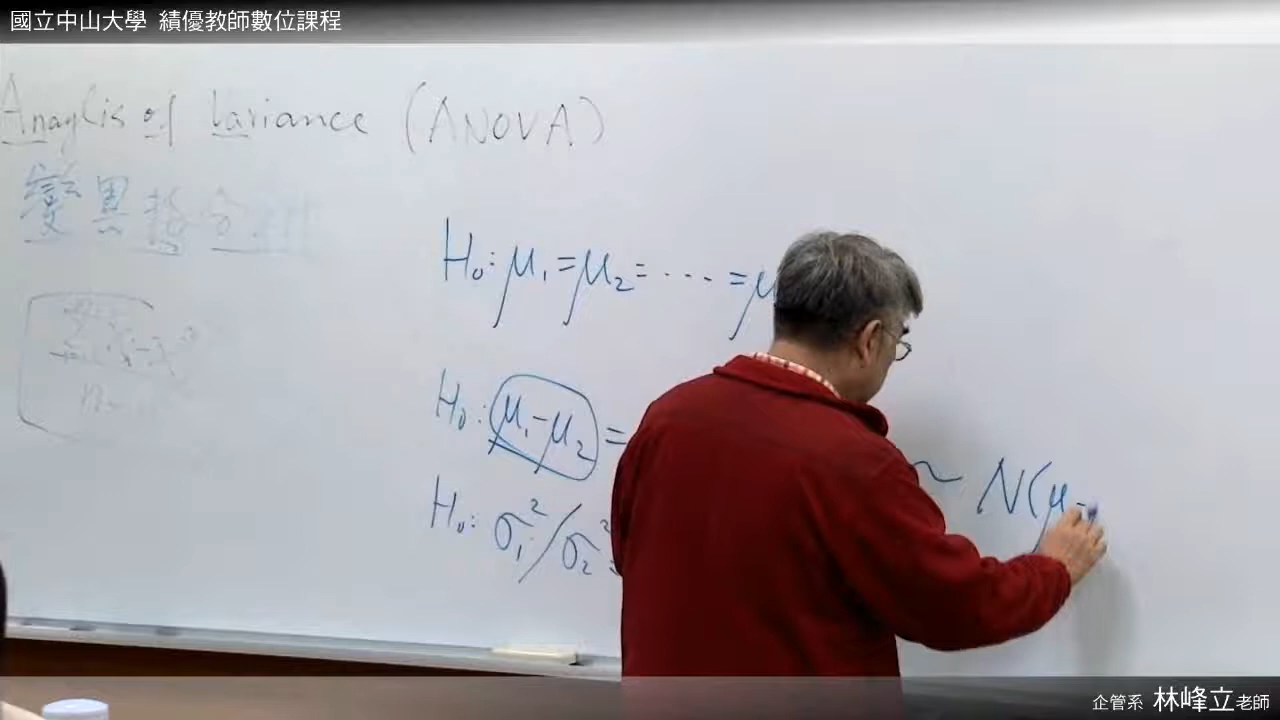 國立中山大學 績優教師數位課程
Anaylis of Variance (ANOVA)
變異數分析
H₀: μ₁ = μ₂ = ⋯ = μ
H₀: μ₁ - μ₂ =
H₀: σ₁² / σ₂² =
~ N(μ -
企管系 林峰立老師